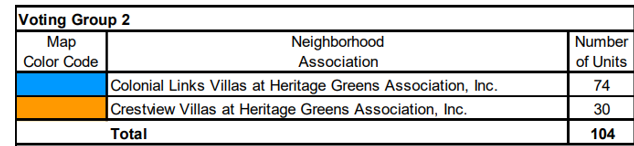 Voting Group 2
Map Neighborhood Number
Color Code Association of Units
Colonial Links Villas at Heritage Greens Association, Inc. 74
Crestview Villas at Heritage Greens Association, Inc. 30
Total 104